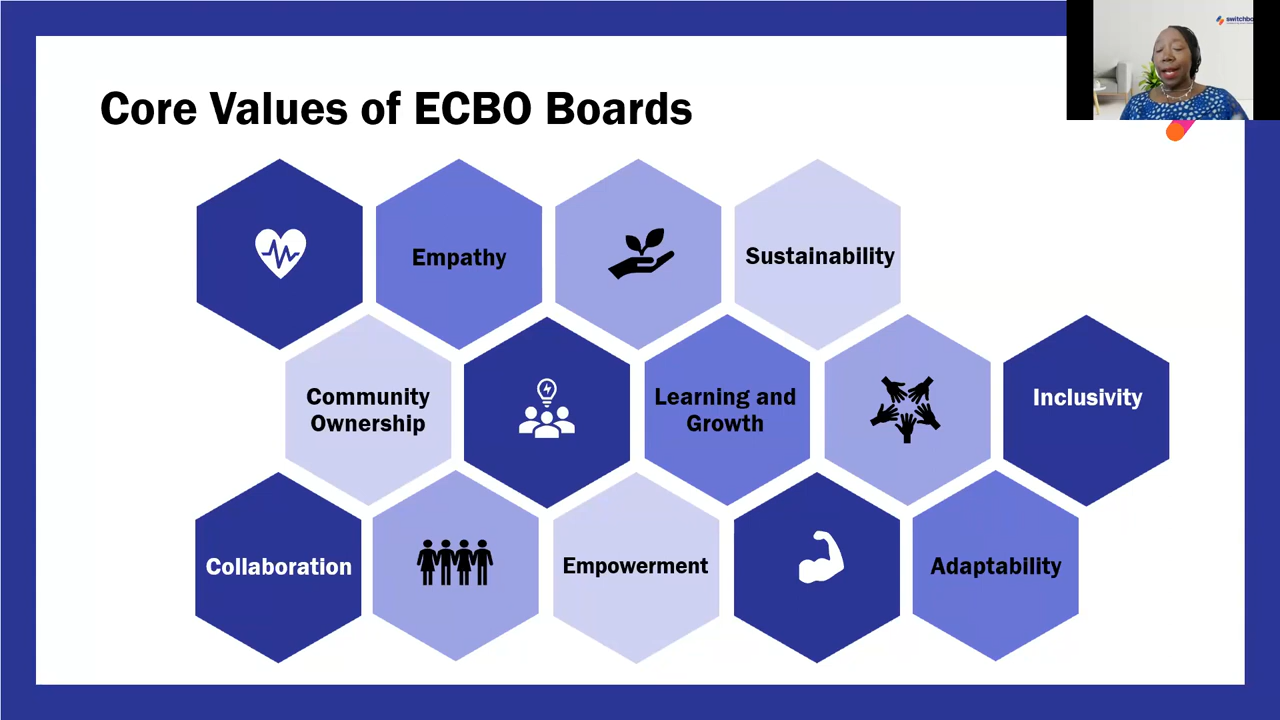 Core Values of ECBO Boards
Empathy
Sustainability
Community
Ownership
Learning and
Growth
Inclusivity
Collaboration
Empowerment
Adaptability